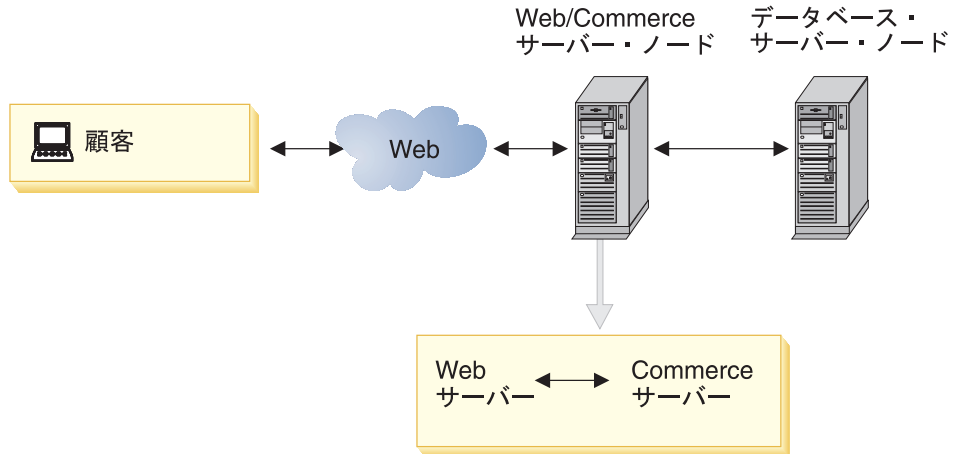 Web/Commerce
サーバー・ノード
データベース・
サーバー・ノード
顧客
Web
Web
サーバー
Commerce
サーバー